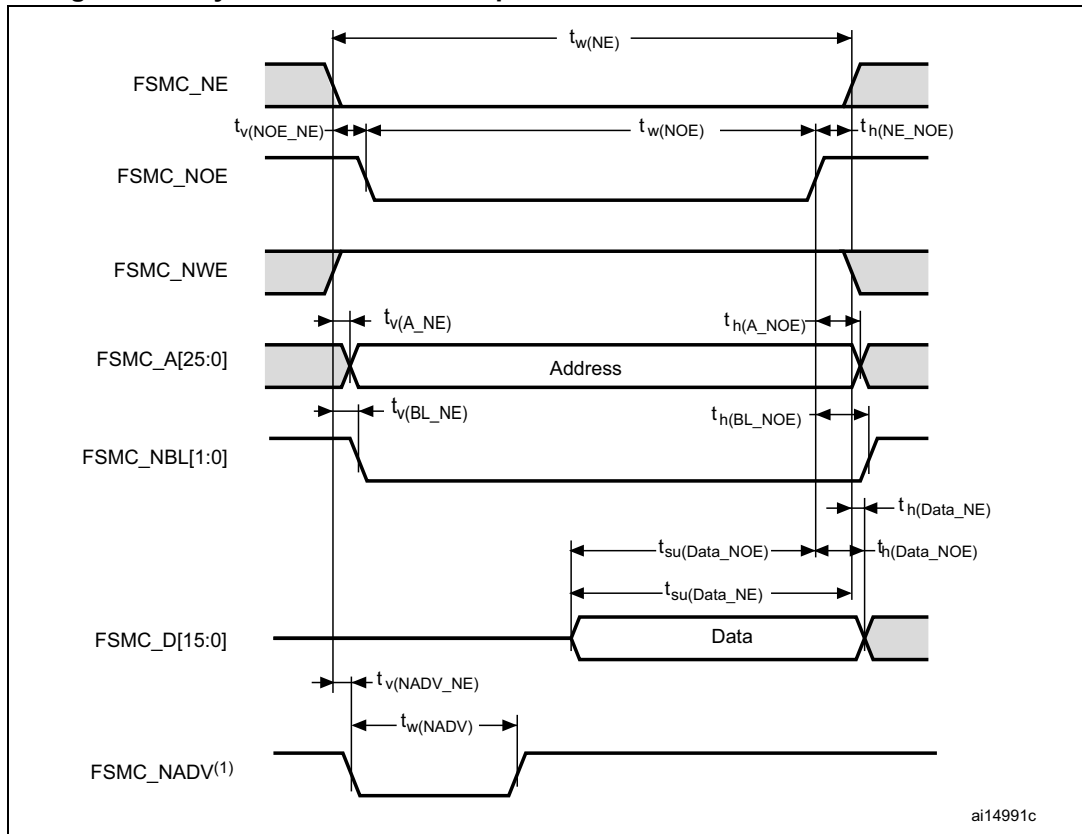 tw(NE)
FSMC_NE
tv(NOE_NE)
tw(NOE)
th(NE_NOE)
FSMC_NOE
FSMC_NWE
tv(A_NE)
th(A_NOE)
FSMC_A[25:0]
Address
tv(BL_NE)
th(BL_NOE)
FSMC_NBL[1:0]
th(Data_NE)
tsu(Data_NOE)
th(Data_NOE)
tsu(Data_NE)
FSMC_D[15:0]
Data
tv(NADV_NE)
tw(NADV)
FSMC_NADV(1)
ai14991c